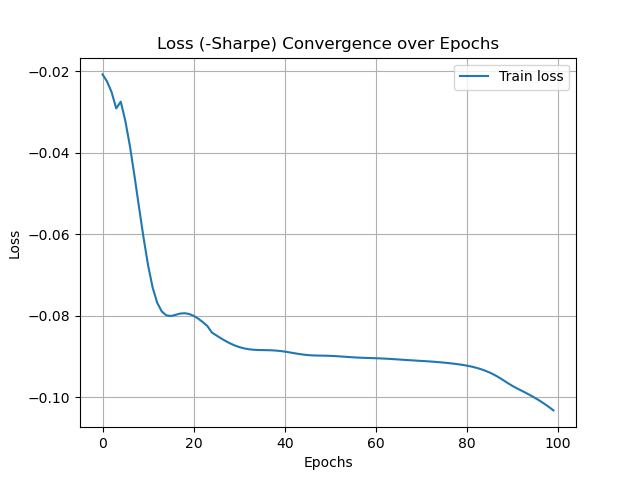 Loss (-Sharpe) Convergence over Epochs
Train loss
−0.02
−0.04
−0.06
−0.08
−0.10
Loss
0 20 40 60 80 100
Epochs